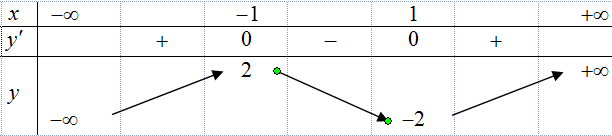 x −∞ −1 1 +∞
y′ + 0 − 0 +
2 +∞
y
−∞ −2